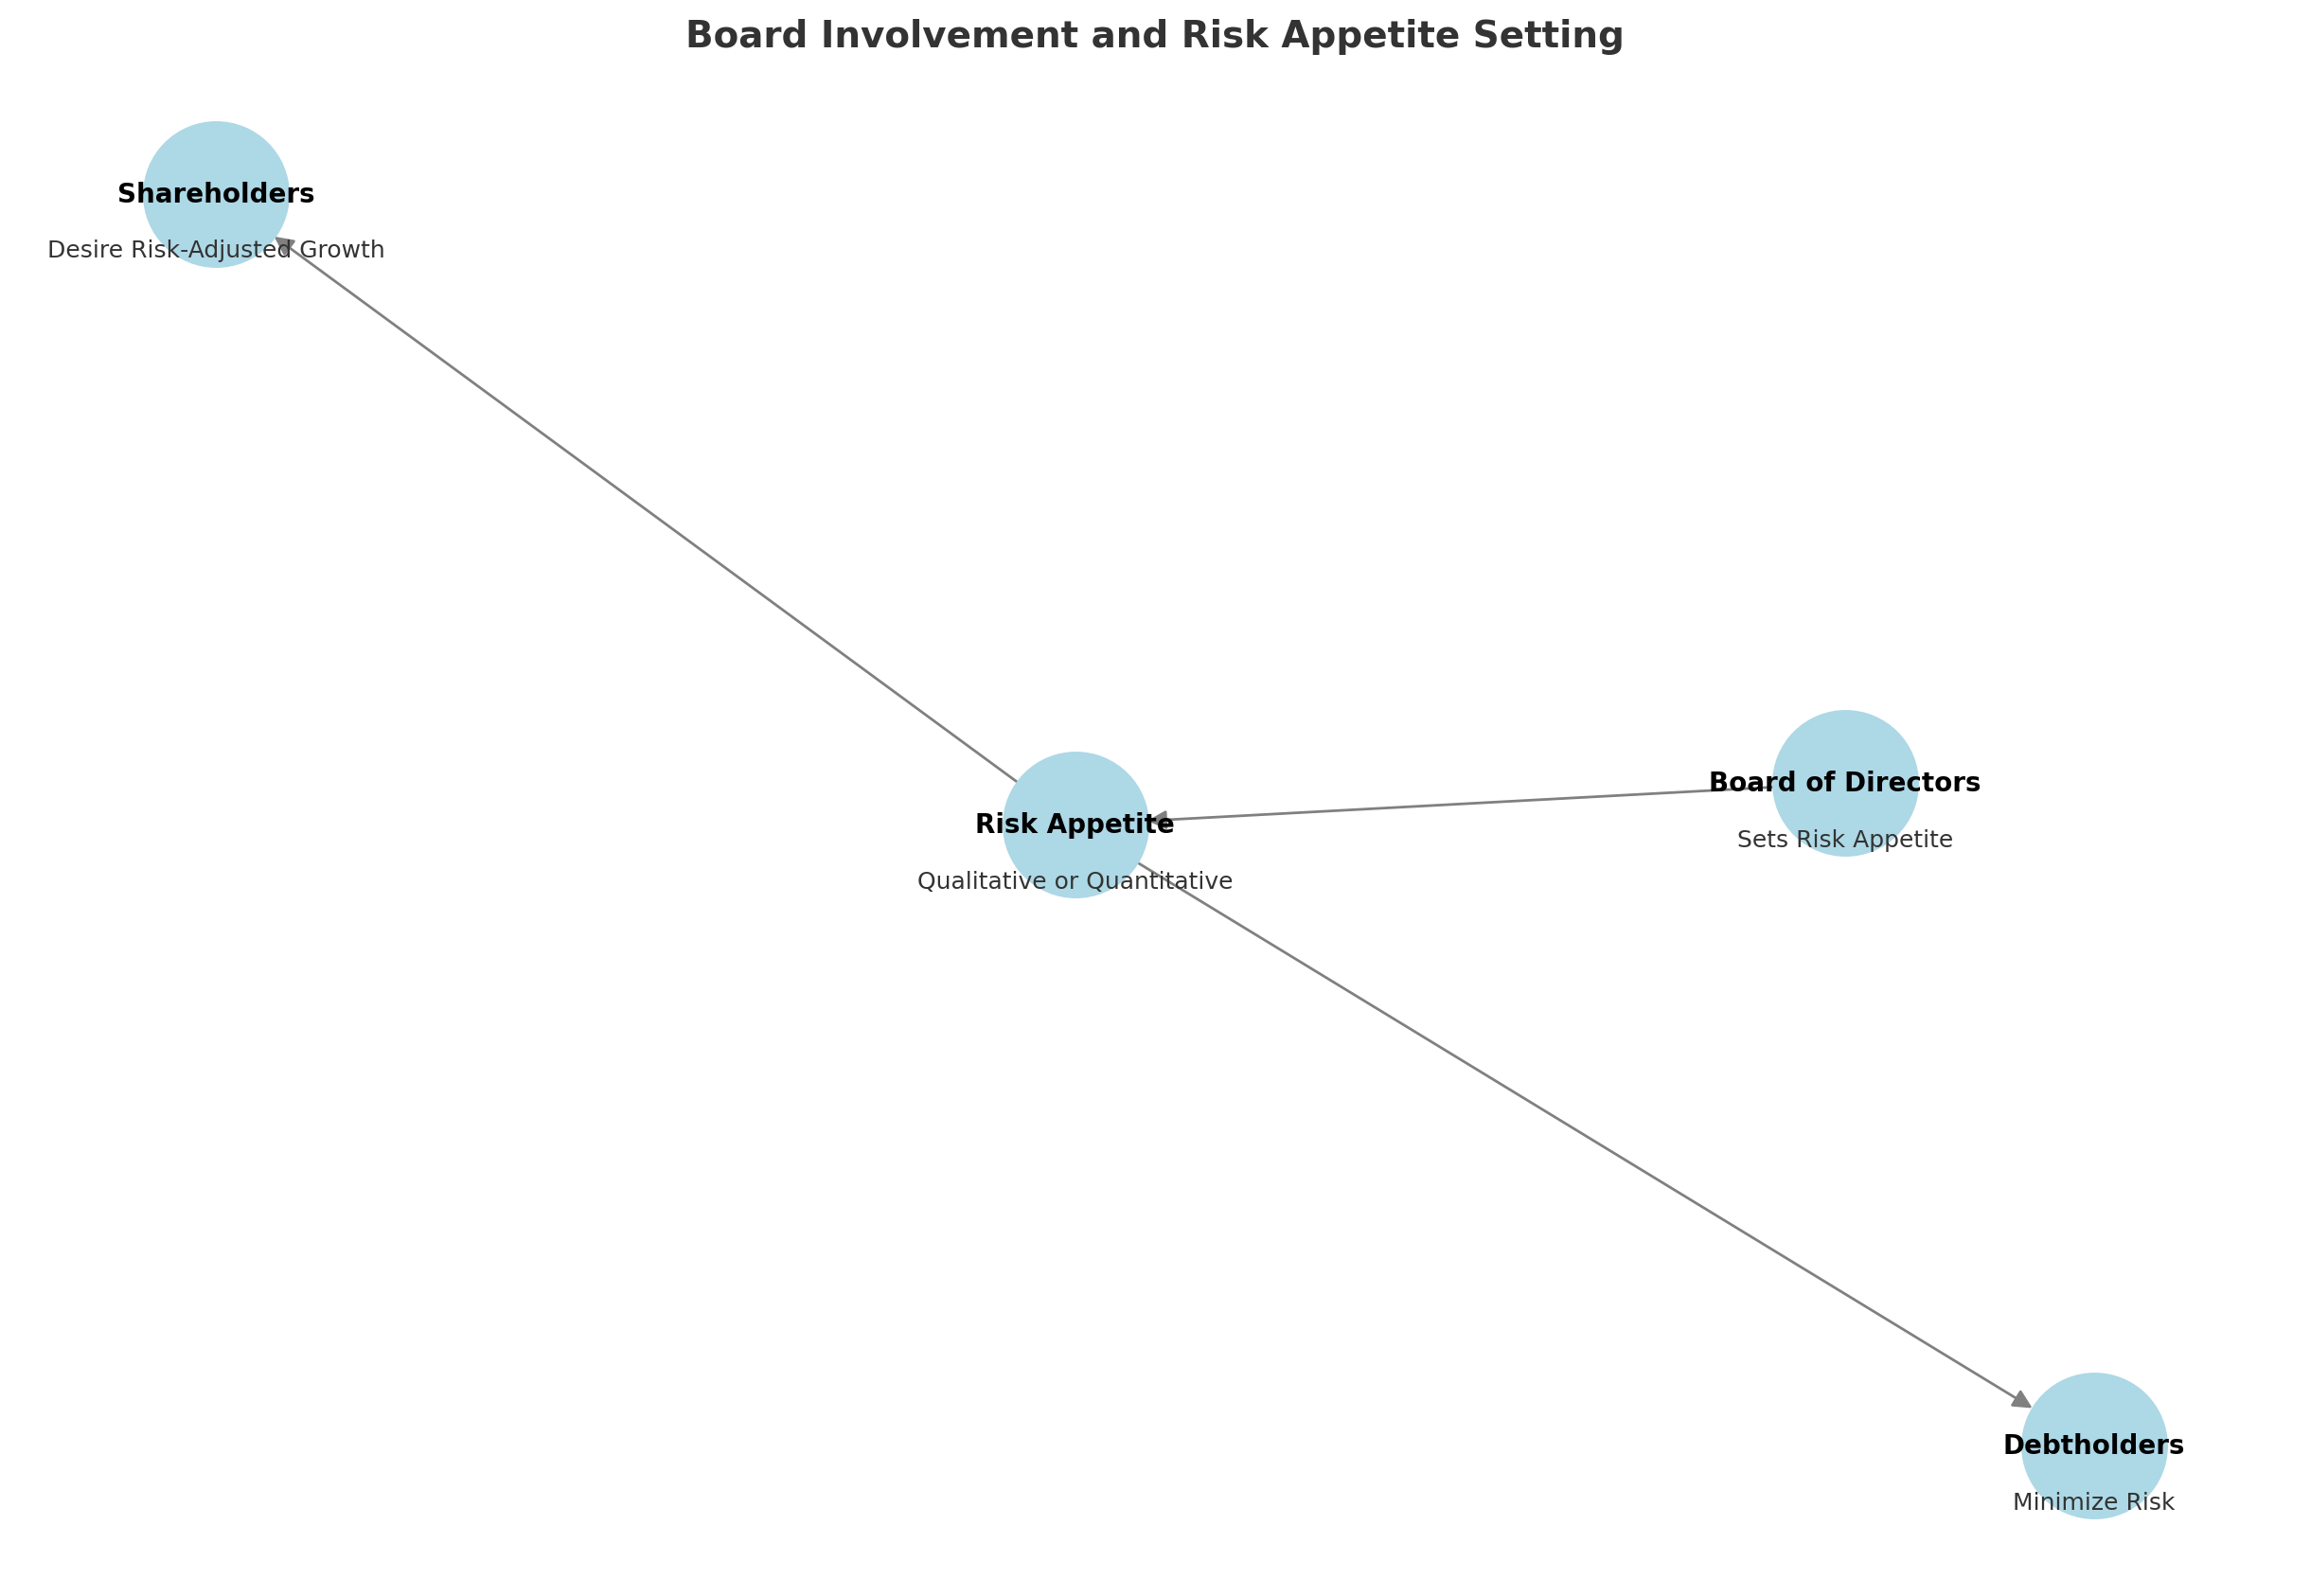 Board Involvement and Risk Appetite Setting
Shareholders
Desire Risk-Adjusted Growth
Board of Directors
Sets Risk Appetite
Risk Appetite
Qualitative or Quantitative
Debtholders
Minimize Risk